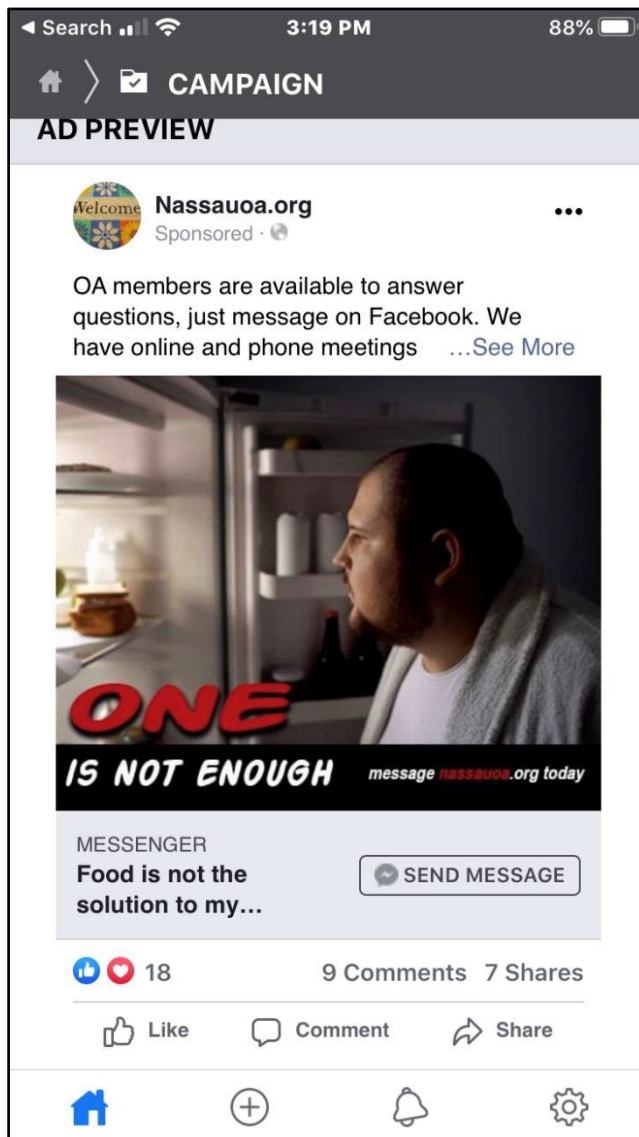 Search 3:19 PM 88%
CAMPAIGN
AD PREVIEW
Welcome
Nassauoa.org
Sponsored ·
OA members are available to answer
questions, just message on Facebook. We
have online and phone meetings ...See More
ONE
IS NOT ENOUGH message nassauoa.org today
MESSENGER
Food is not the
solution to my...
SEND MESSAGE
18 9 Comments 7 Shares
Like Comment Share